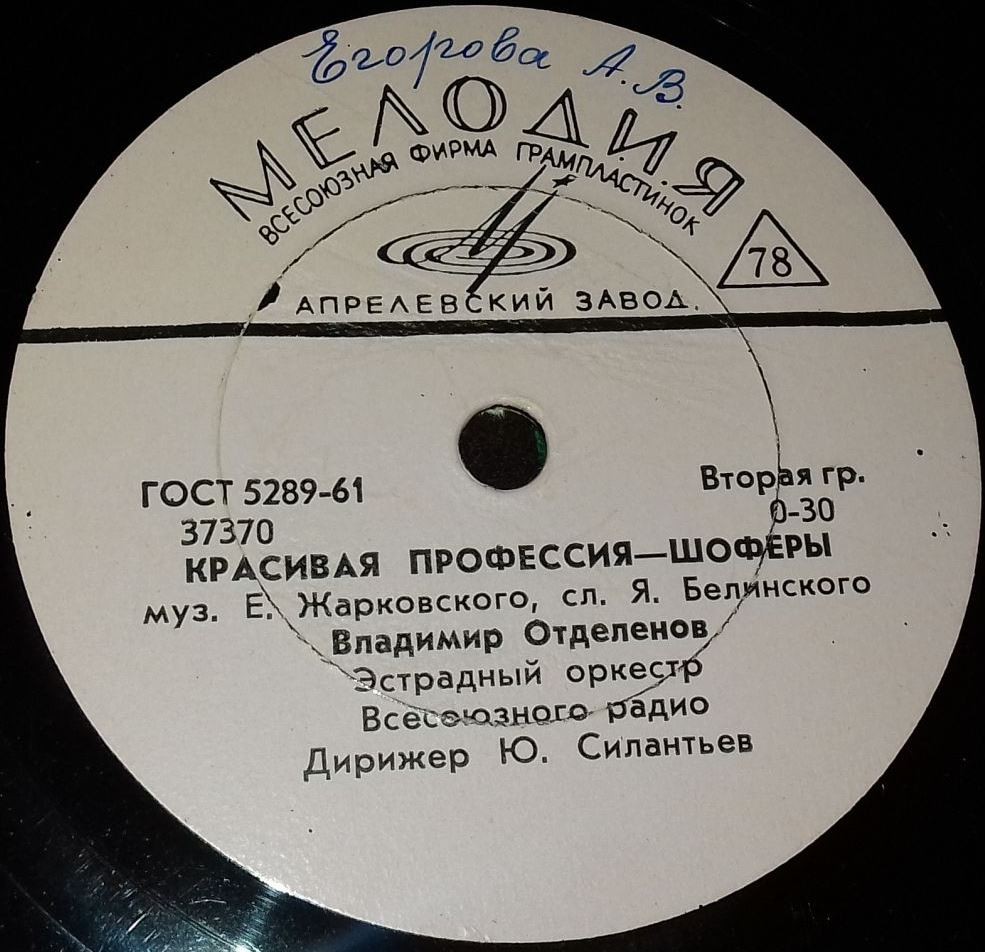 Егорова А.В.
МЕЛОДИЯ
ВСЕСОЮЗНАЯ ФИРМА ГРАМПЛАСТИНОК
78
АПРЕЛЕВСКИЙ ЗАВОД.
ГОСТ 5289-61
Вторая гр.
37370
0-30
КРАСИВАЯ ПРОФЕССИЯ—ШОФЕРЫ
муз. Е. Жарковского, сл. Я. Белинского
Владимир Отделенов
Эстрадный оркестр
Всесоюзного радио
Дирижер Ю. Силантьев